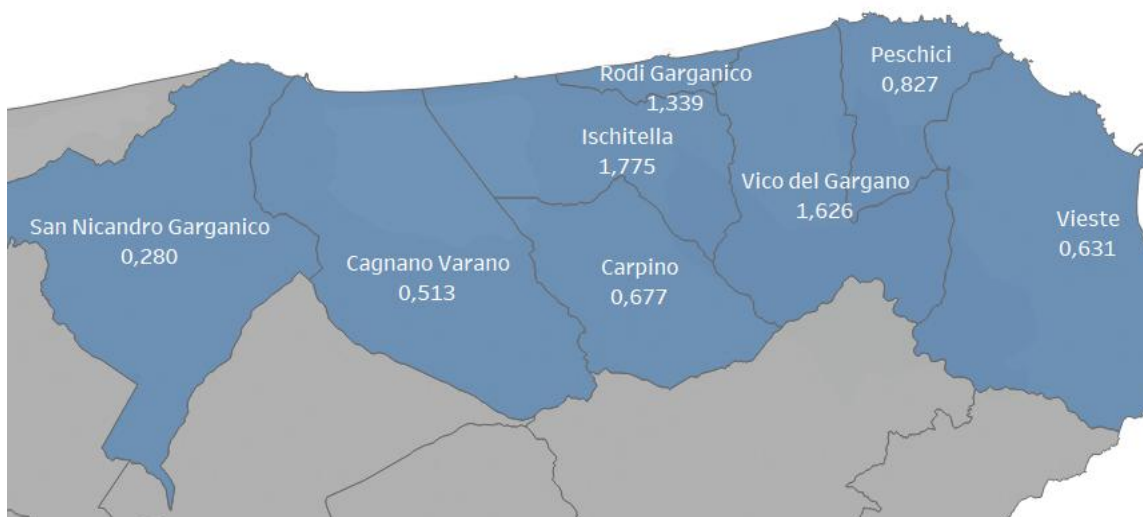 Peschici
0,827
Rodi Garganico
1,339
Ischitella
1,775
Vico del Gargano
1,626
San Nicandro Garganico
0,280
Vieste
0,631
Cagnano Varano
0,513
Carpino
0,677